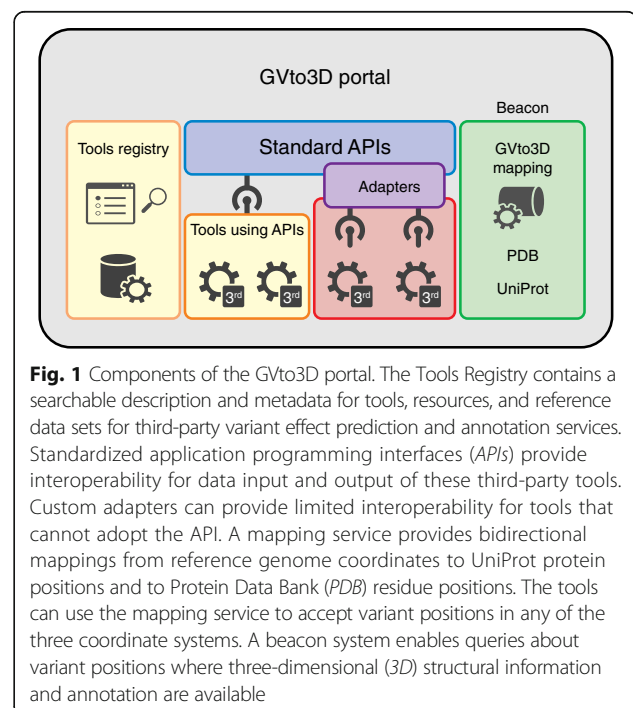 GVto3D portal
Beacon
Tools registry
Standard APIs
GVto3D
mapping
Adapters
Tools using APIs
3rd
3rd
3rd
3rd
PDB
UniProt
Fig. 1 Components of the GVto3D portal. The Tools Registry contains a
searchable description and metadata for tools, resources, and reference
data sets for third-party variant effect prediction and annotation services.
Standardized application programming interfaces (APIs) provide
interoperability for data input and output of these third-party tools.
Custom adapters can provide limited interoperability for tools that
cannot adopt the API. A mapping service provides bidirectional
mappings from reference genome coordinates to UniProt protein
positions and to Protein Data Bank (PDB) residue positions. The tools
can use the mapping service to accept variant positions in any of the
three coordinate systems. A beacon system enables queries about
variant positions where three-dimensional (3D) structural information
and annotation are available